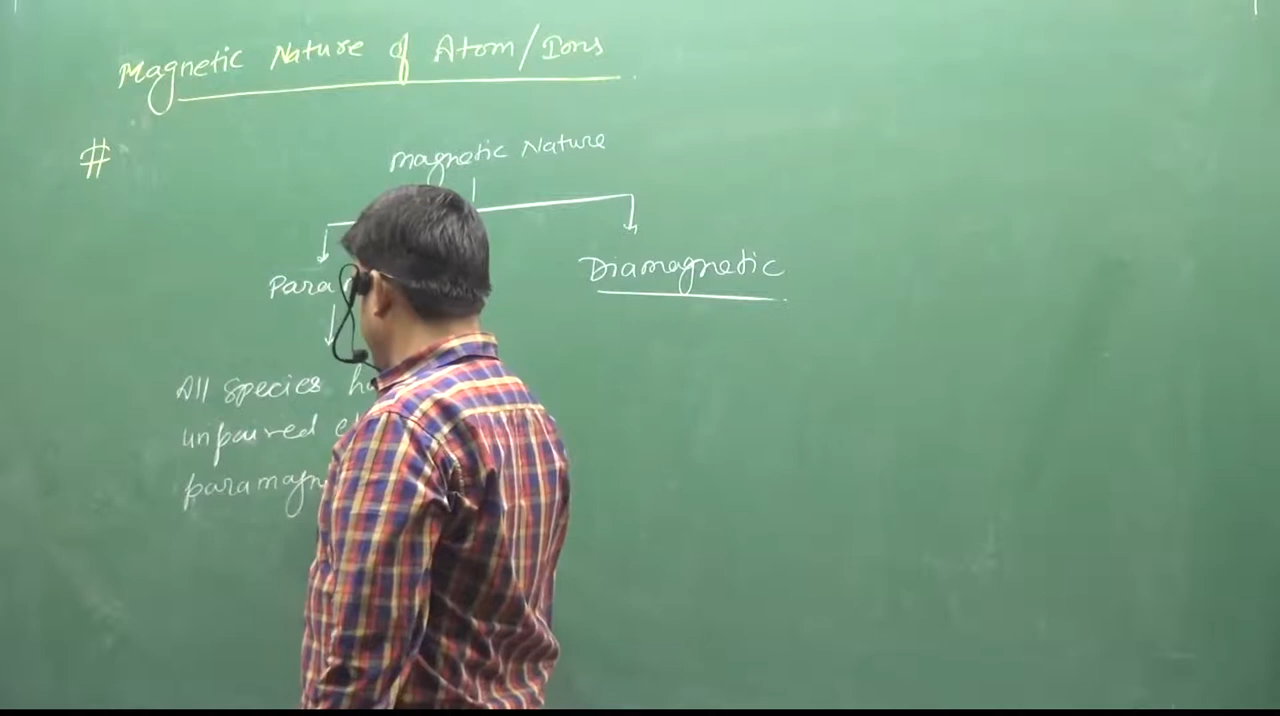 Magnetic Nature of Atom/Ions
#
Magnetic Nature
Para
Diamagnetic
All species
unpaired
paramagn